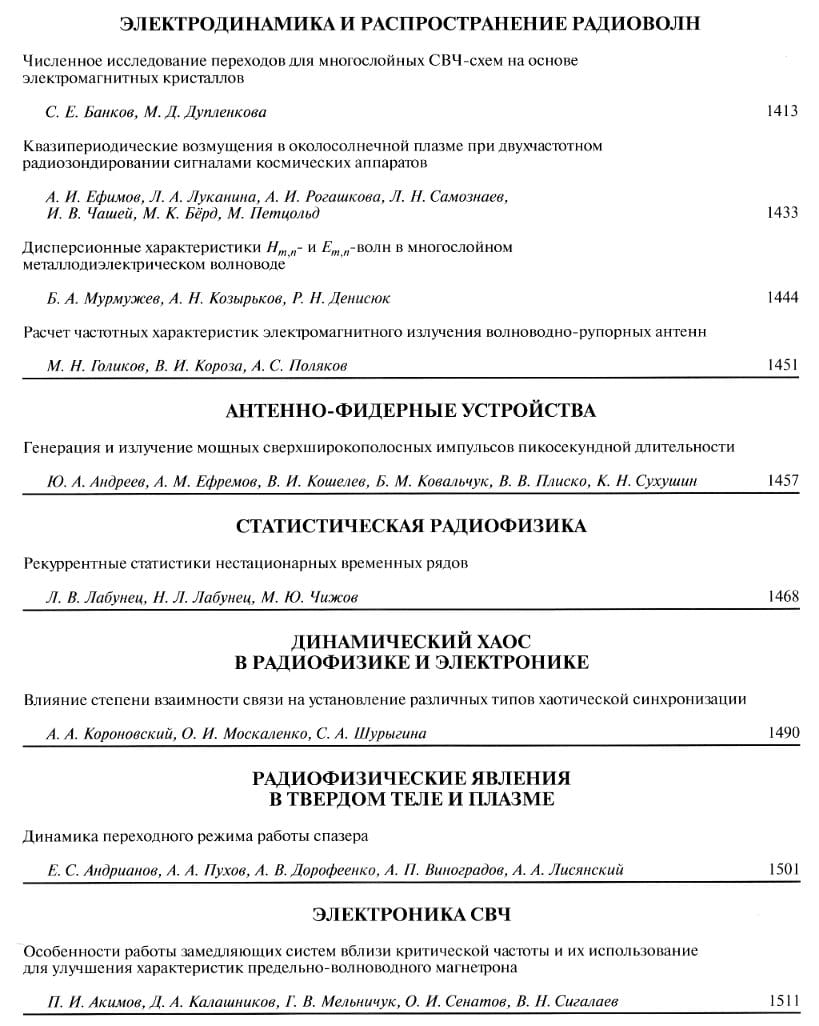 ЭЛЕКТРОДИНАМИКА И РАСПРОСТРАНЕНИЕ РАДИОВОЛН
Численное исследование переходов для многослойных СВЧ-схем на основе
электромагнитных кристаллов
С. Е. Банков, М. Д. Дупленкова 1413
Квазипериодические возмущения в околосолнечной плазме при двухчастотном
радиозондировании сигналами космических аппаратов
А. И. Ефимов, Л. А. Луканина, А. И. Рогашкова, Л. Н. Самознаев,
И. В. Чашей, М. К. Бёрд, М. Петцольд 1433
Дисперсионные характеристики Hm,n- и Em,n-волн в многослойном
металлодиэлектрическом волноводе
Б. А. Мурмужев, А. Н. Козырьков, Р. Н. Денисюк 1444
Расчет частотных характеристик электромагнитного излучения волноводно-рупорных антенн
М. Н. Голиков, В. И. Короза, А. С. Поляков 1451
АНТЕННО-ФИДЕРНЫЕ УСТРОЙСТВА
Генерация и излучение мощных сверхширокополосных импульсов пикосекундной длительности
Ю. А. Андреев, А. М. Ефремов, В. И. Кошелев, Б. М. Ковальчук, В. В. Плиско, К. Н. Сухушин 1457
СТАТИСТИЧЕСКАЯ РАДИОФИЗИКА
Рекуррентные статистики нестационарных временных рядов
Л. В. Лабунец, Н. Л. Лабунец, М. Ю. Чижов 1468
ДИНАМИЧЕСКИЙ ХАОС
В РАДИОФИЗИКЕ И ЭЛЕКТРОНИКЕ
Влияние степени взаимности связи на установление различных типов хаотической синхронизации
А. А. Короновский, О. И. Москаленко, С. А. Шурыгина 1490
РАДИОФИЗИЧЕСКИЕ ЯВЛЕНИЯ
В ТВЕРДОМ ТЕЛЕ И ПЛАЗМЕ
Динамика переходного режима работы спазера
Е. С. Андрианов, А. А. Пухов, А. В. Дорофеенко, А. П. Виноградов, А. А. Лисянский 1501
ЭЛЕКТРОНИКА СВЧ
Особенности работы замедляющих систем вблизи критической частоты и их использование
для улучшения характеристик предельно-волноводного магнетрона
П. И. Акимов, Д. А. Калашников, Г. В. Мельничук, О. И. Сенатов, В. Н. Сигалаев 1511